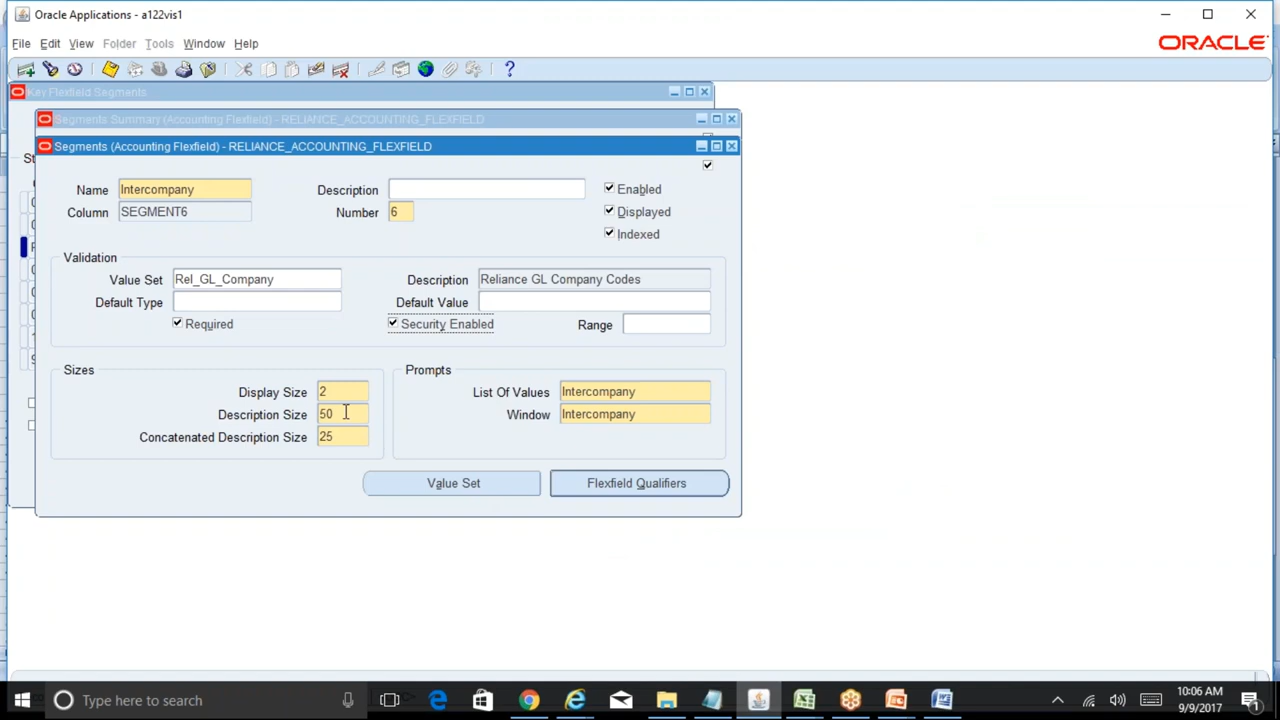 Oracle Applications - a122vis1
File Edit View Folder Tools Window Help
ORACLE
Key Flexfield Segments
Segments Summary (Accounting Flexfield) - RELIANCE_ACCOUNTING_FLEXFIELD
Segments (Accounting Flexfield) - RELIANCE_ACCOUNTING_FLEXFIELD
Name Intercompany Description Enabled
Column SEGMENT6 Number 6 Displayed
Indexed
Validation
Value Set Rel_GL_Company Description Reliance GL Company Codes
Default Type Default Value
Required Security Enabled Range
Sizes Prompts
Display Size 2 List Of Values Intercompany
Description Size 50 Window Intercompany
Concatenated Description Size 25
Value Set Flexfield Qualifiers
Type here to search
10:06 AM
9/9/2017